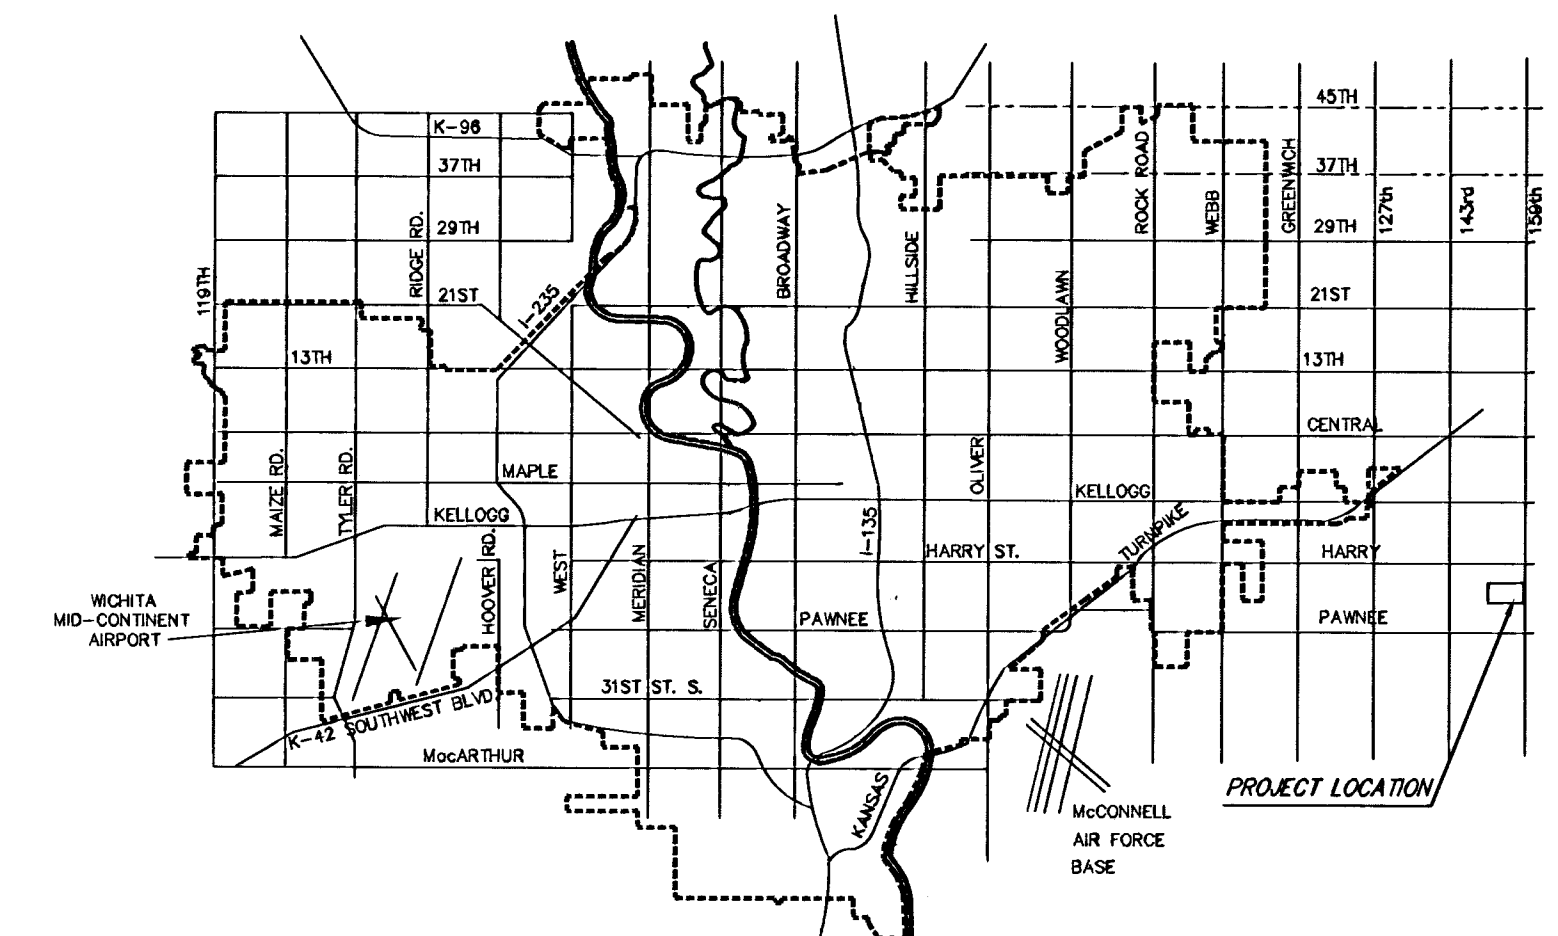 45TH
K-96
37TH
37TH
ROCK ROAD
GREENWICH
127th
143rd
159th
RIDGE RD.
29TH
BROADWAY
HILLSIDE
WEBB
29TH
119TH
21ST
I-235
WOODLAWN
21ST
13TH
13TH
CENTRAL
MAIZE RD.
TYLER RD.
MAPLE
OLIVER
KELLOGG
KELLOGG
HOOVER RD.
WEST
MERIDIAN
SENECA
I-135
HARRY ST.
TURNPIKE
HARRY
WICHITA
MID-CONTINENT
AIRPORT
PAWNEE
PAWNEE
31ST ST. S.
K-42 SOUTHWEST BLVD
MacARTHUR
KANSAS
PROJECT LOCATION
McCONNELL
AIR FORCE
BASE